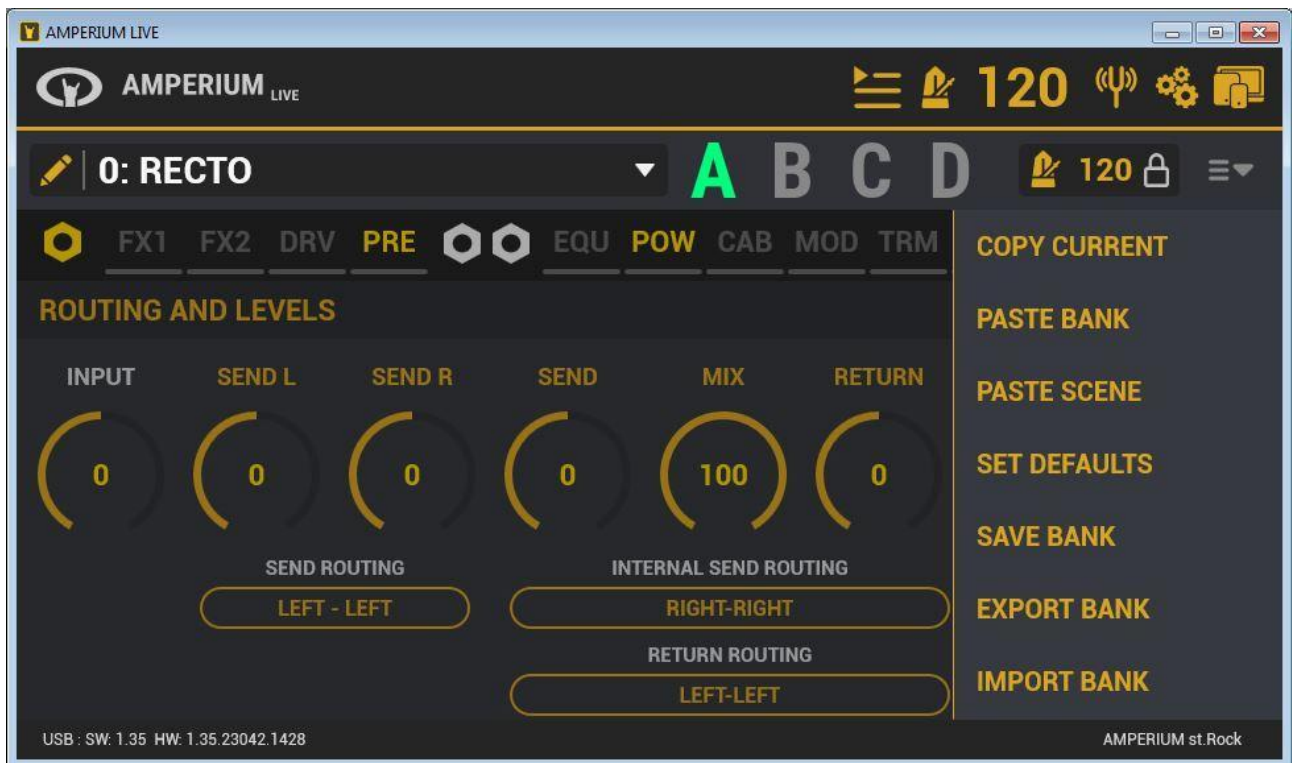 AMPERIUM LIVE
AMPERIUM LIVE 120
0: RECTO A B C D 120
FX1 FX2 DRV PRE EQU POW CAB MOD TRM
ROUTING AND LEVELS
INPUT SEND L SEND R SEND MIX RETURN
0 0 0 0 100 0
SEND ROUTING INTERNAL SEND ROUTING
LEFT - LEFT RIGHT-RIGHT
RETURN ROUTING
LEFT-LEFT
COPY CURRENT
PASTE BANK
PASTE SCENE
SET DEFAULTS
SAVE BANK
EXPORT BANK
IMPORT BANK
USB : SW: 1.35 HW: 1.35.23042.1428 AMPERIUM st.Rock